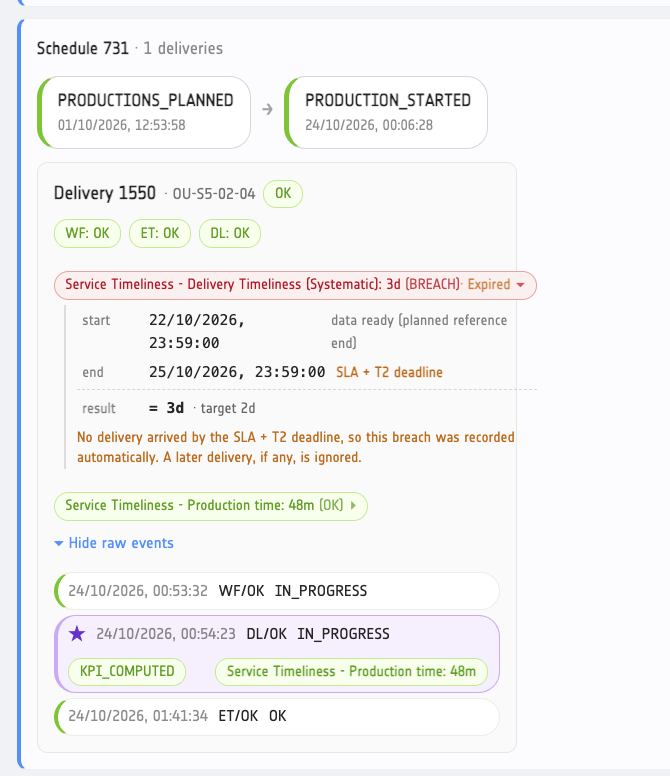 Schedule 731 · 1 deliveries
PRODUCTIONS_PLANNED → PRODUCTION_STARTED
01/10/2026, 12:53:58 24/10/2026, 00:06:28
Delivery 1550 · OU-S5-02-04 OK
WF: OK ET: OK DL: OK
Service Timeliness - Delivery Timeliness (Systematic): 3d (BREACH)· Expired
start 22/10/2026, data ready (planned reference
23:59:00 end)
end 25/10/2026, 23:59:00 SLA + T2 deadline
result = 3d · target 2d
No delivery arrived by the SLA + T2 deadline, so this breach was recorded
automatically. A later delivery, if any, is ignored.
Service Timeliness - Production time: 48m (OK)
Hide raw events
24/10/2026, 00:53:32 WF/OK IN_PROGRESS
★ 24/10/2026, 00:54:23 DL/OK IN_PROGRESS
KPI_COMPUTED Service Timeliness - Production time: 48m
24/10/2026, 01:41:34 ET/OK OK